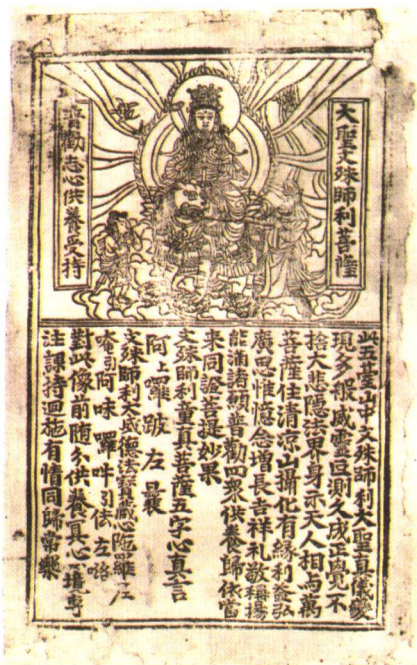 大聖文殊師利菩薩
普勸志心供養受持
此五臺山中文殊師利大聖真儀變
現多般威靈叵測久成正覺不
捨大悲隱法界身示天人相与萬
菩薩住清凉山攝化有緣利益弘
廣思惟憶念增長吉祥礼敬稱揚
能滿諸願普勸四衆供養歸依當
來同證菩提妙果
文殊師利童真菩薩五字心真言
阿上囉跛左曩
文殊師利大威德法寶藏心陁羅尼
唵引阿味囉吽引佉左咯
對此像前隨分供養冥心一境專
注課持迴施有情同歸常樂